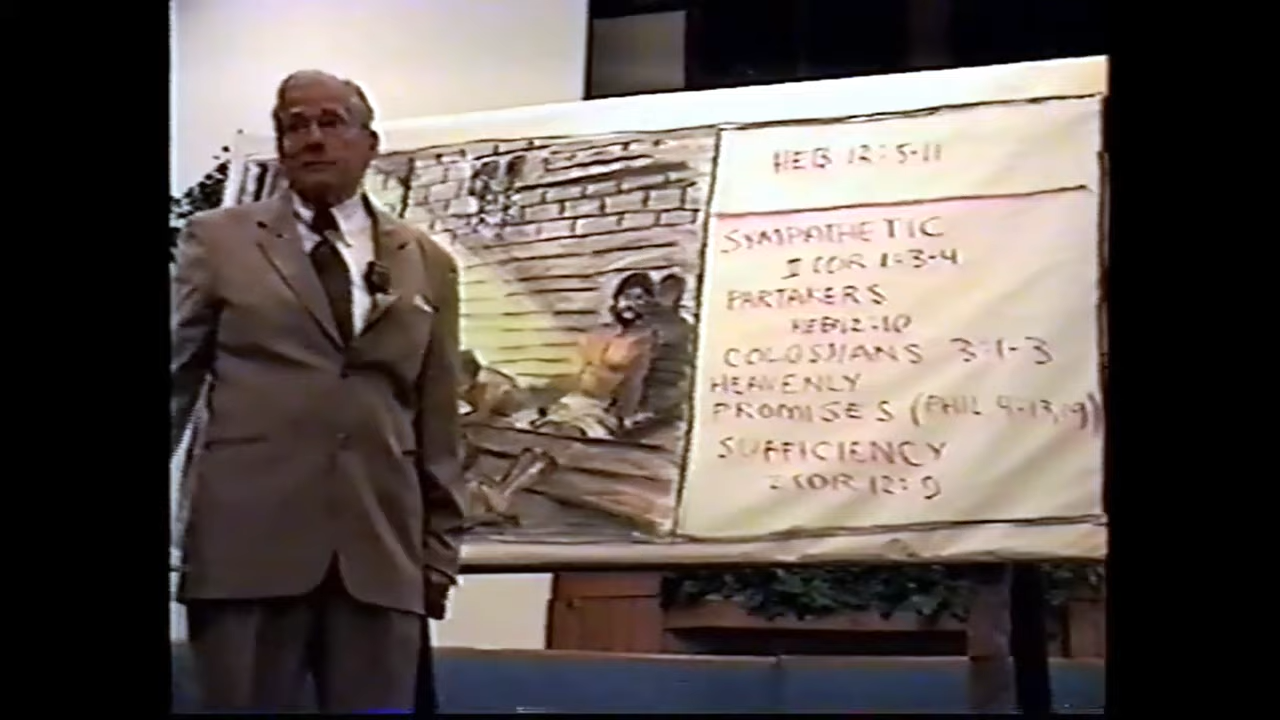 HEB 12:5-11
SYMPATHETIC
I COR 1:3-4
PARTAKERS
HEB 12:10
COLOSSIANS 3:1-3
HEAVENLY
PROMISES (PHIL 4-13,19)
SUFFICIENCY
I COR 12:9